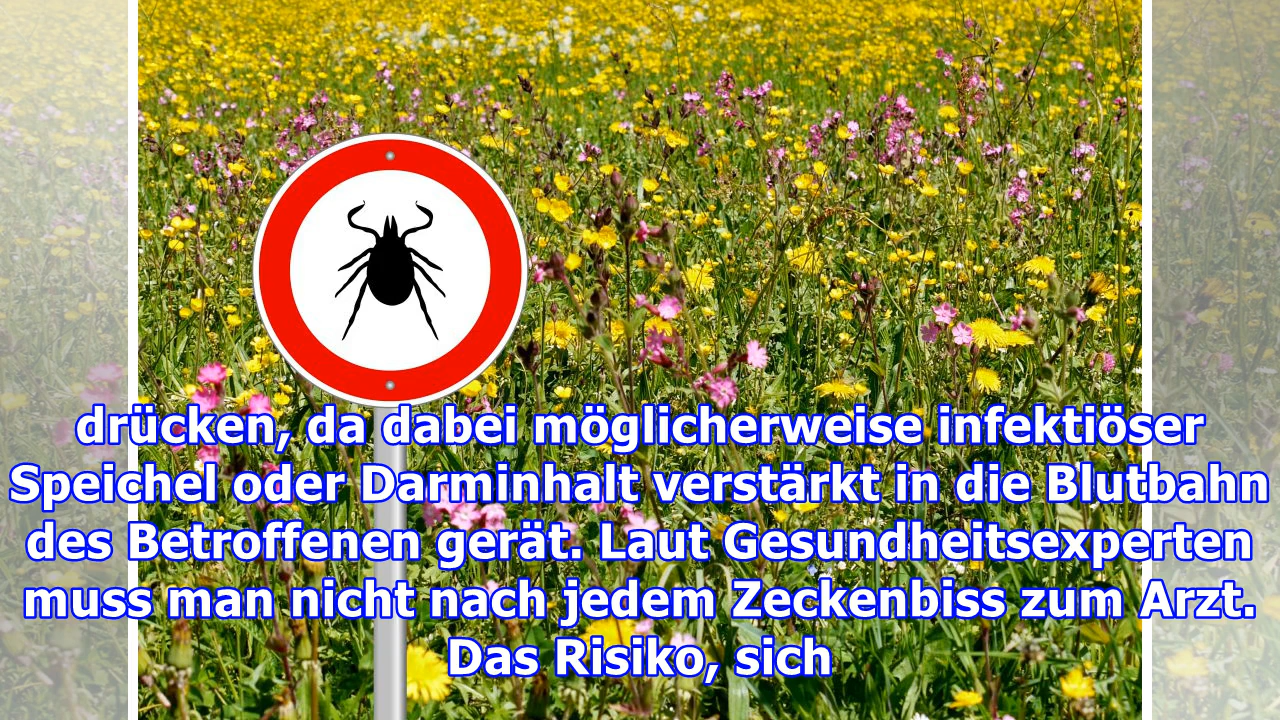 drücken, da dabei möglicherweise infektiöser
Speichel oder Darminhalt verstärkt in die Blutbahn
des Betroffenen gerät. Laut Gesundheitsexperten
muss man nicht nach jedem Zeckenbiss zum Arzt.
Das Risiko, sich